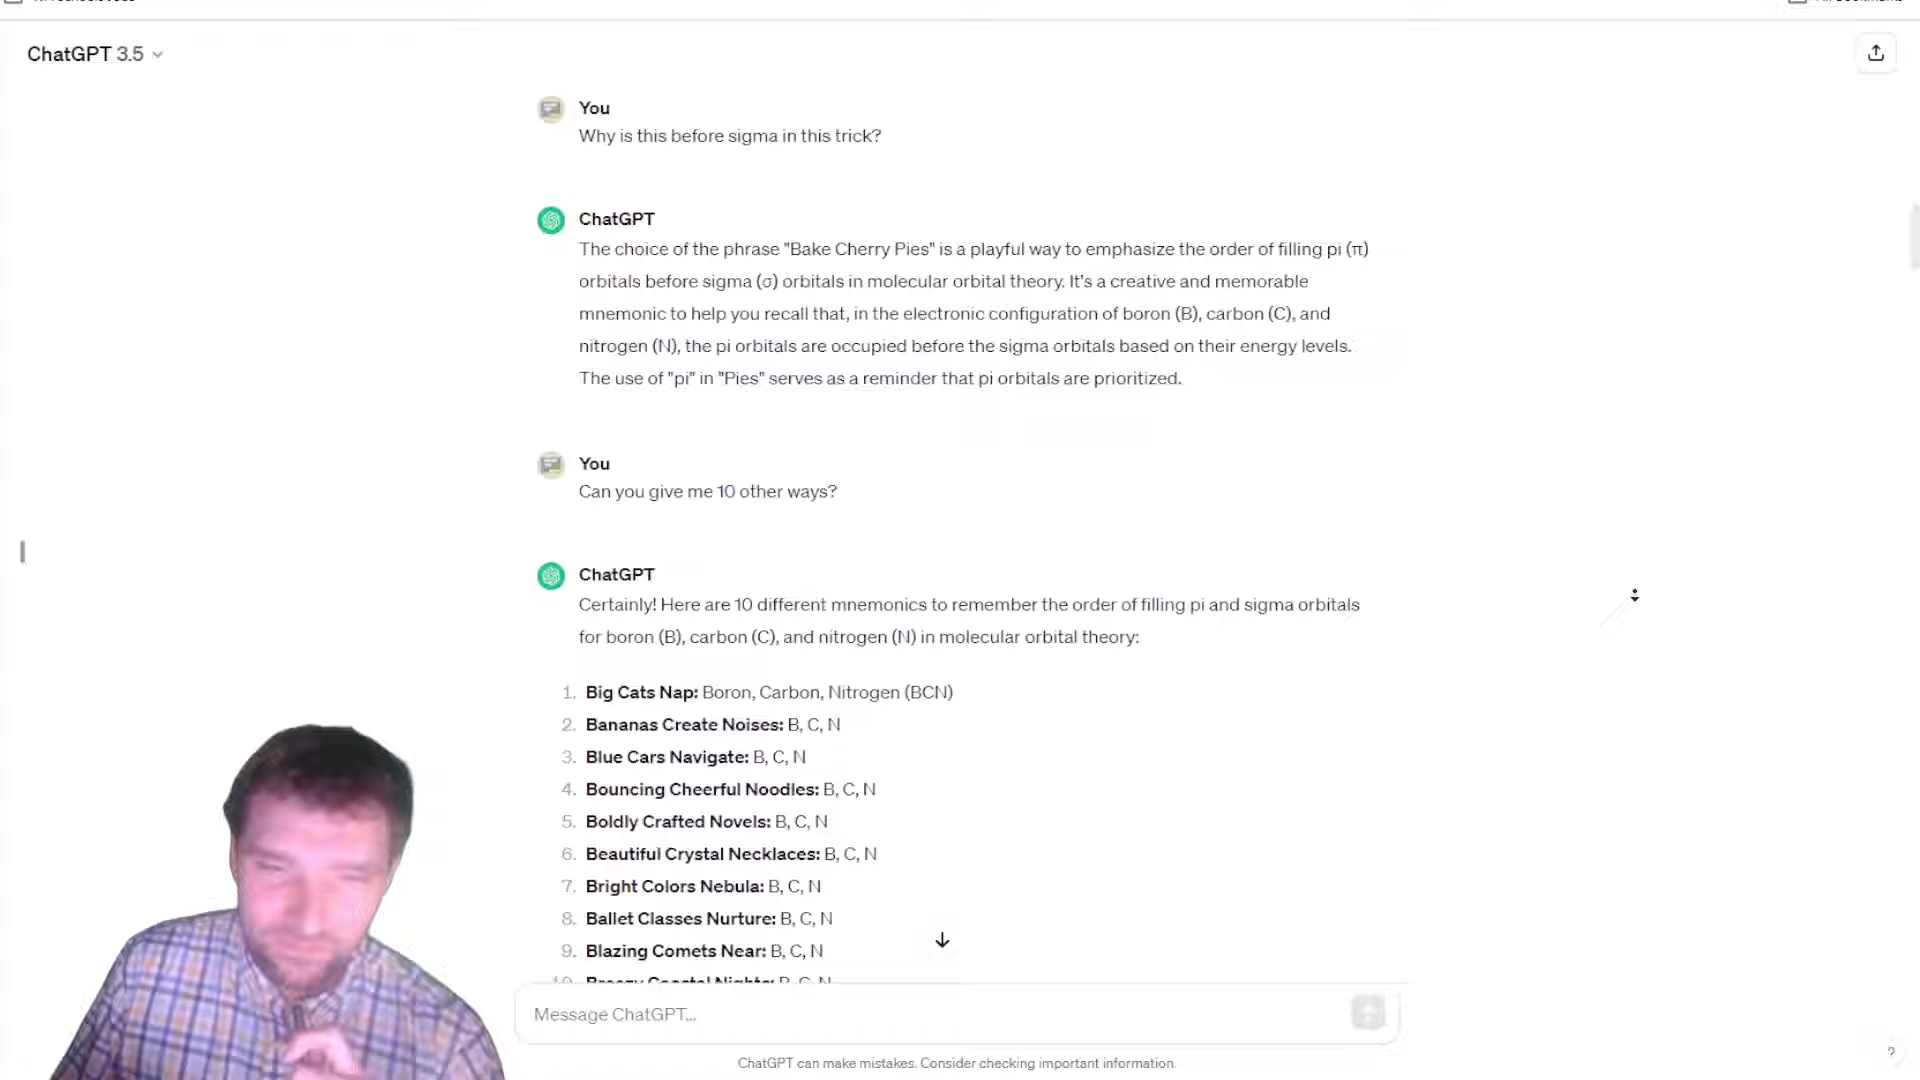 ChatGPT 3.5
You
Why is this before sigma in this trick?
ChatGPT
The choice of the phrase "Bake Cherry Pies" is a playful way to emphasize the order of filling pi (π)
orbitals before sigma (σ) orbitals in molecular orbital theory. It's a creative and memorable
mnemonic to help you recall that, in the electronic configuration of boron (B), carbon (C), and
nitrogen (N), the pi orbitals are occupied before the sigma orbitals based on their energy levels.
The use of "pi" in "Pies" serves as a reminder that pi orbitals are prioritized.
You
Can you give me 10 other ways?
ChatGPT
Certainly! Here are 10 different mnemonics to remember the order of filling pi and sigma orbitals
for boron (B), carbon (C), and nitrogen (N) in molecular orbital theory:
1. Big Cats Nap: Boron, Carbon, Nitrogen (BCN)
2. Bananas Create Noises: B, C, N
3. Blue Cars Navigate: B, C, N
4. Bouncing Cheerful Noodles: B, C, N
5. Boldly Crafted Novels: B, C, N
6. Beautiful Crystal Necklaces: B, C, N
7. Bright Colors Nebula: B, C, N
8. Ballet Classes Nurture: B, C, N
9. Blazing Comets Near: B, C, N
10. Breezy Coastal Nights: B, C, N
Message ChatGPT...
ChatGPT can make mistakes. Consider checking important information.
?